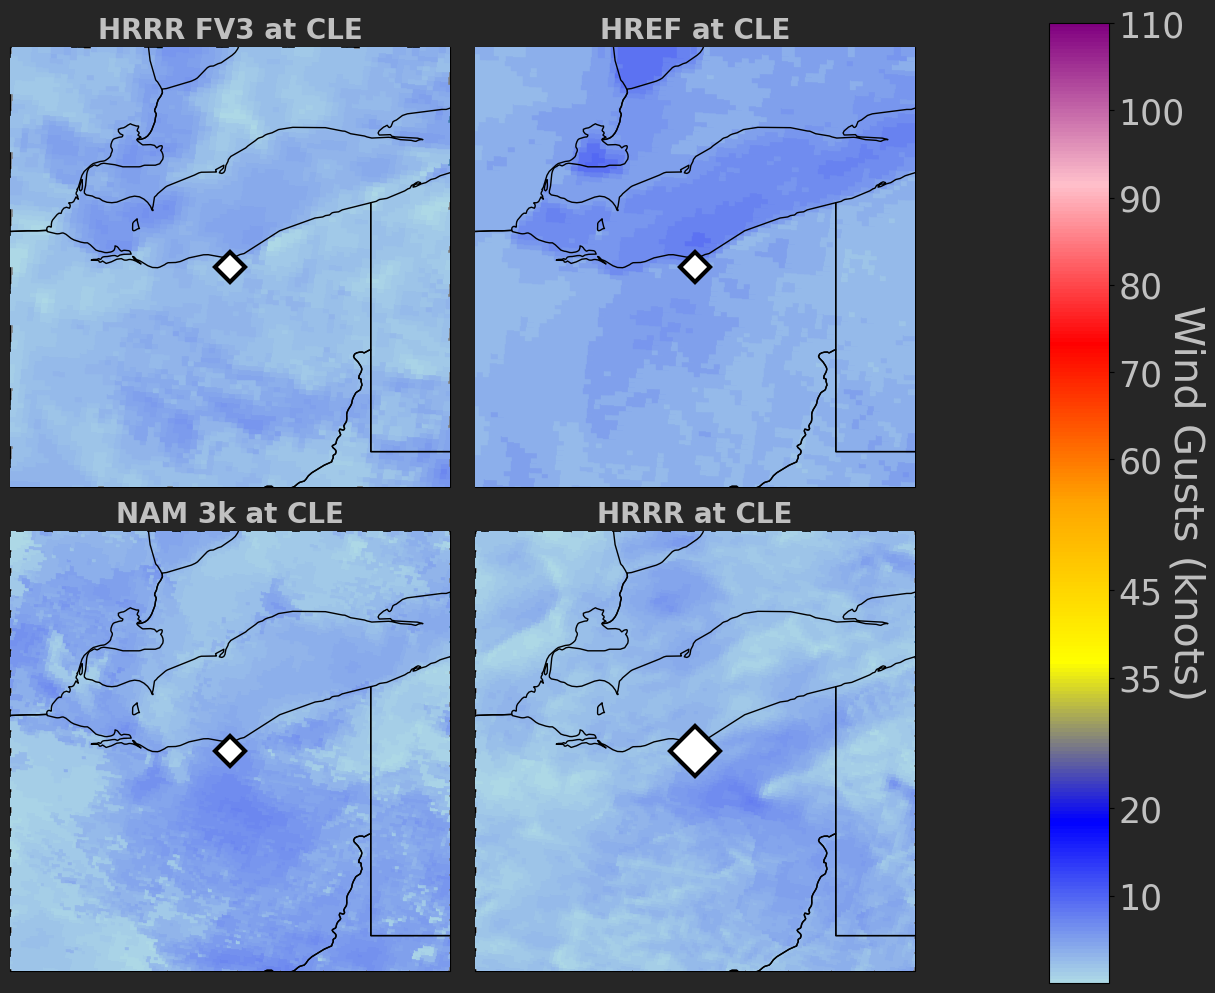 HRRR FV3 at CLE
HREF at CLE
NAM 3k at CLE
HRRR at CLE
110
100
90
80
70
60
45
35
20
10
Wind Gusts (knots)